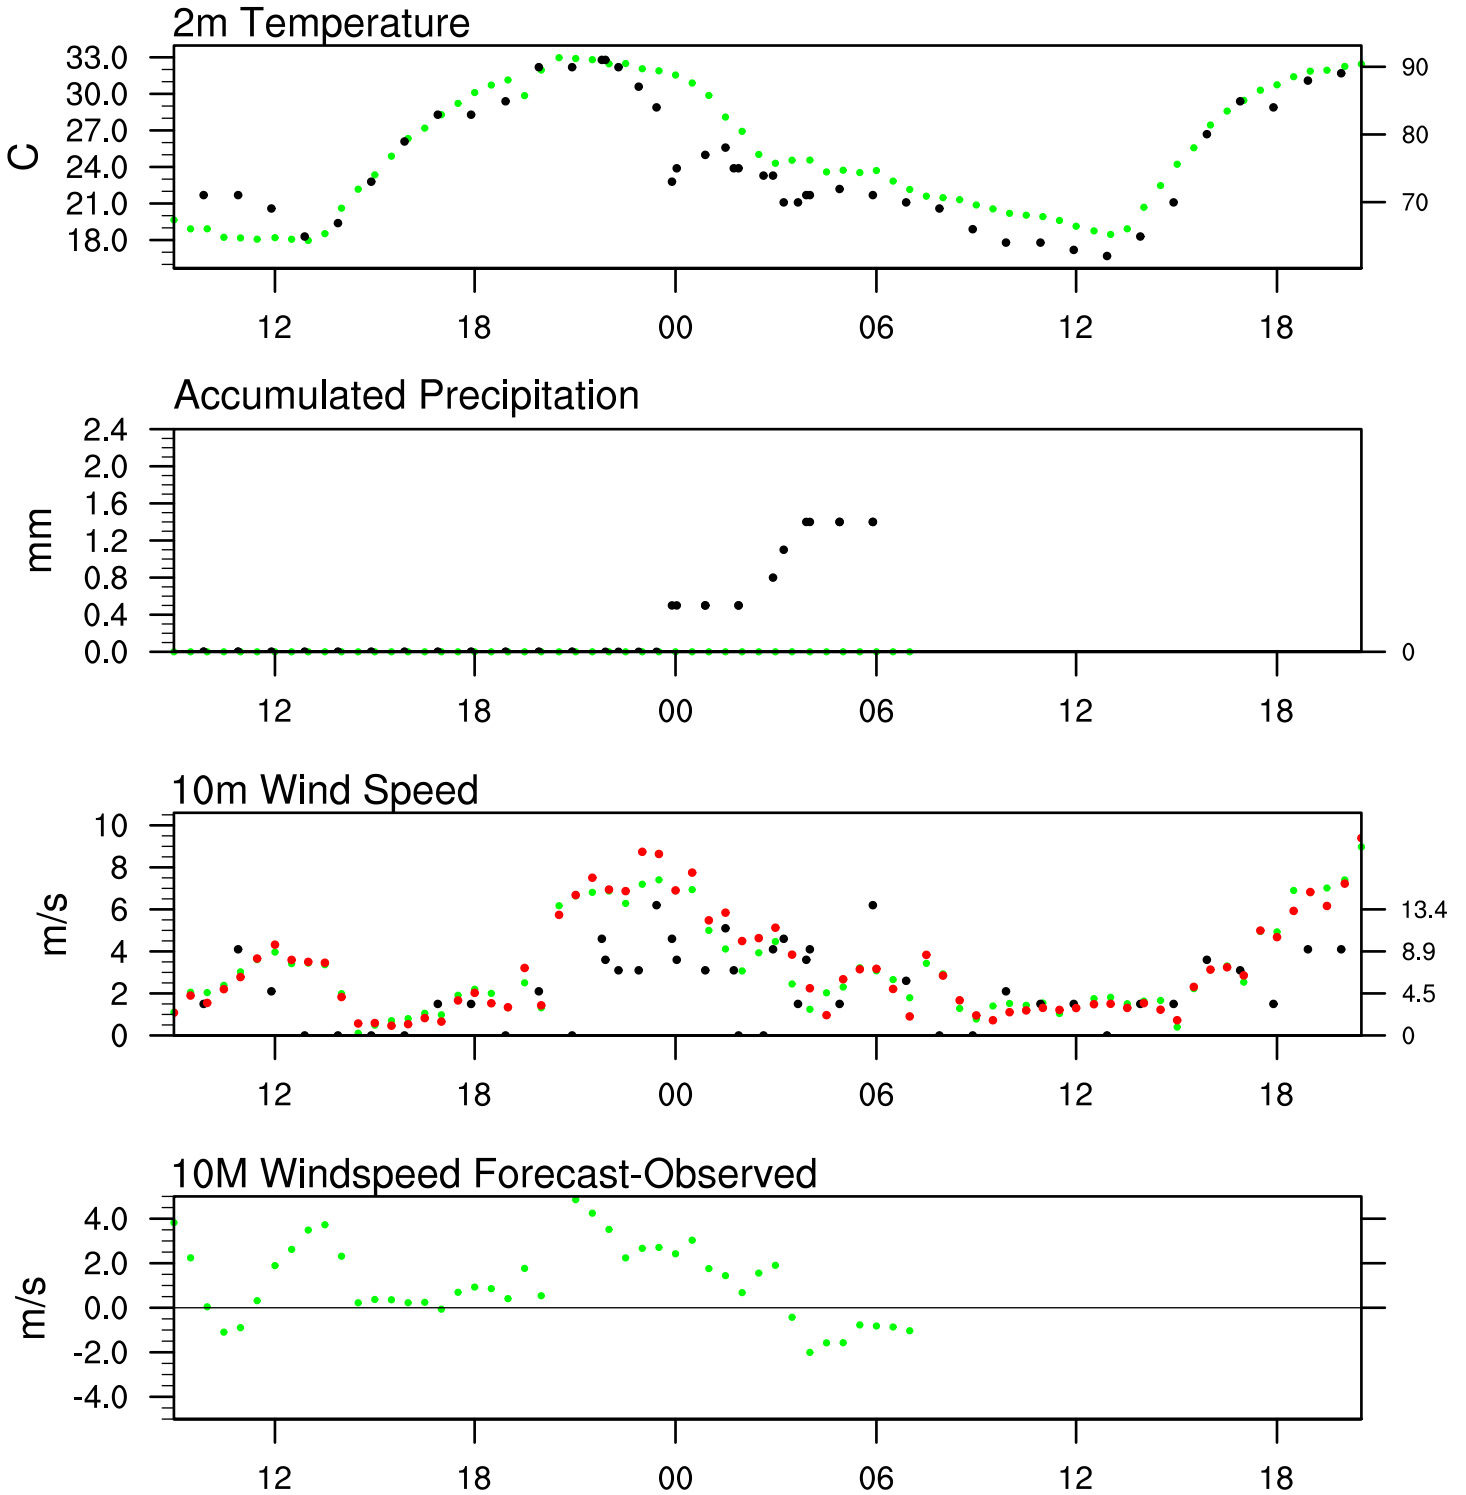 2m Temperature
33.0
30.0
27.0
24.0
21.0
18.0
C
90
80
70
12 18 00 06 12 18
Accumulated Precipitation
2.4
2.0
1.6
1.2
0.8
0.4
0.0
mm
0
12 18 00 06 12 18
10m Wind Speed
10
8
6
4
2
0
m/s
13.4
8.9
4.5
0
12 18 00 06 12 18
10M Windspeed Forecast-Observed
4.0
2.0
0.0
-2.0
-4.0
m/s
12 18 00 06 12 18